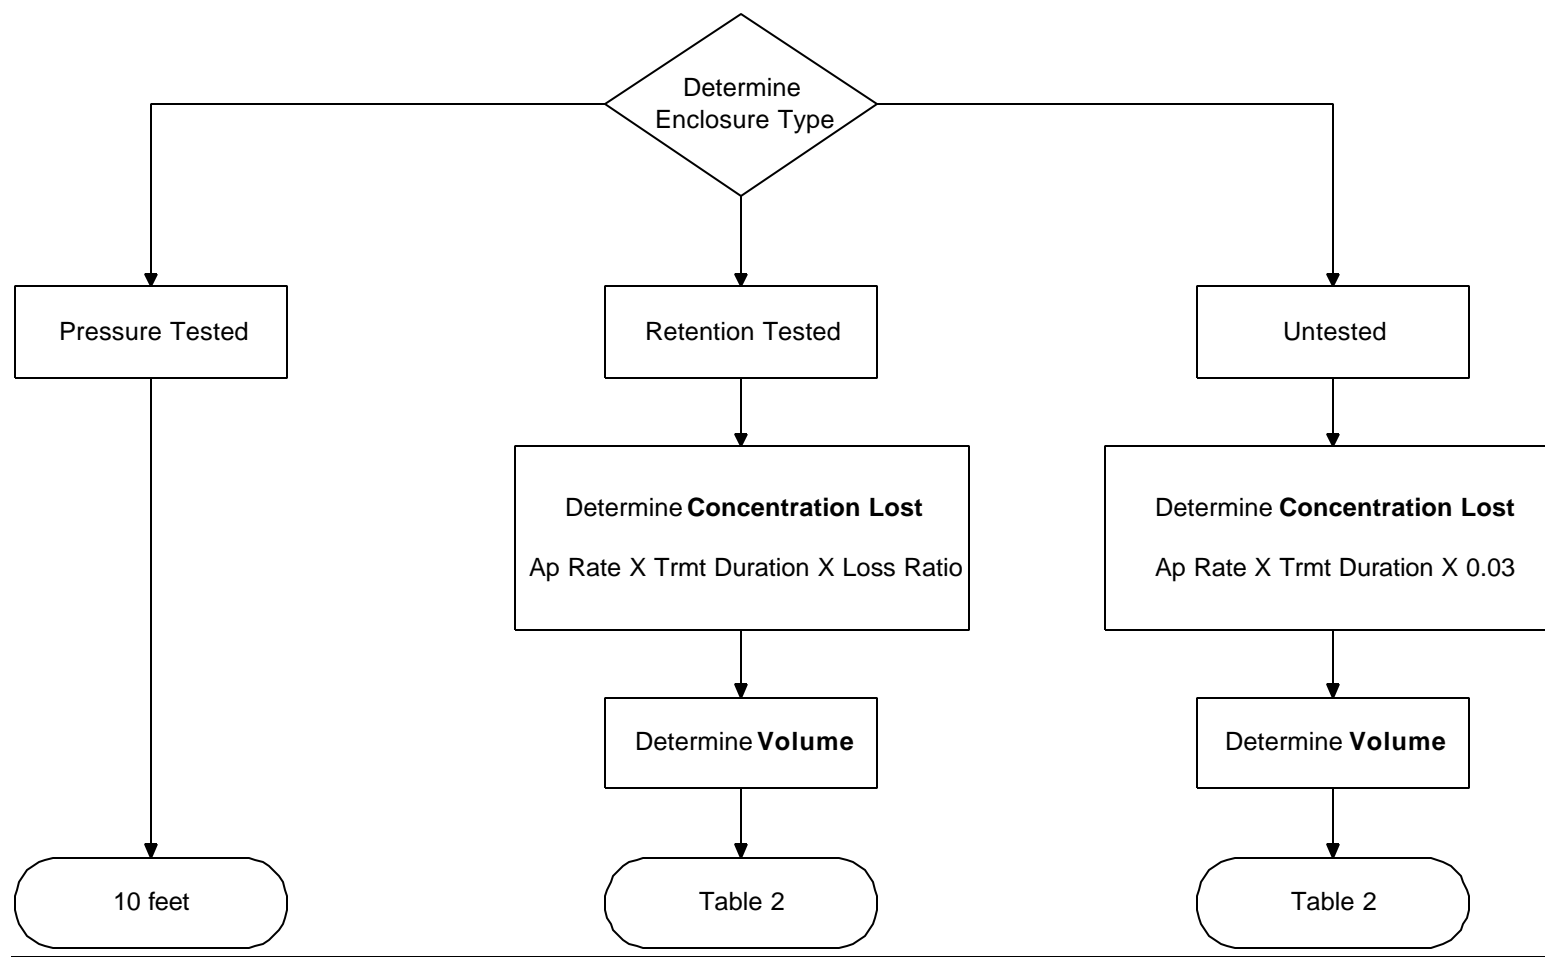 Determine
Enclosure Type
Pressure Tested
Retention Tested
Untested
Determine Concentration Lost
Ap Rate X Trmt Duration X Loss Ratio
Determine Concentration Lost
Ap Rate X Trmt Duration X 0.03
Determine Volume
Determine Volume
10 feet
Table 2
Table 2